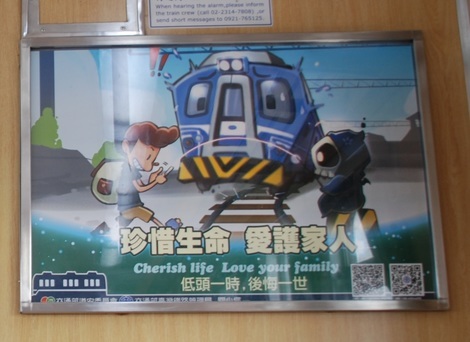 When hearing the alarm,please inform
the train crew (call 02-2314-7808) ,or
send short messages to 0921-765125.
珍惜生命 愛護家人
Cherish life Love your family
低頭一時,後悔一世